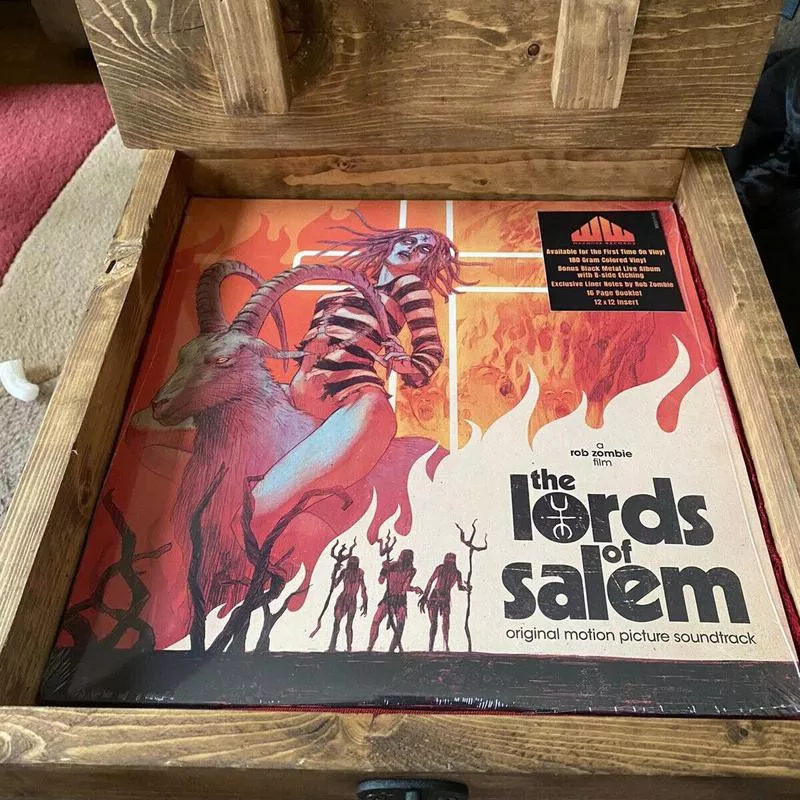 WAXWORK RECORDS
Available for the First Time On Vinyl
180 Gram Colored Vinyl
Bonus Black Metal Live Album
with B-side Etching
Exclusive Liner Notes by Rob Zombie
16 Page Booklet
12 x 12 Insert
a
rob zombie
film
the
lords
of
salem
original motion picture soundtrack